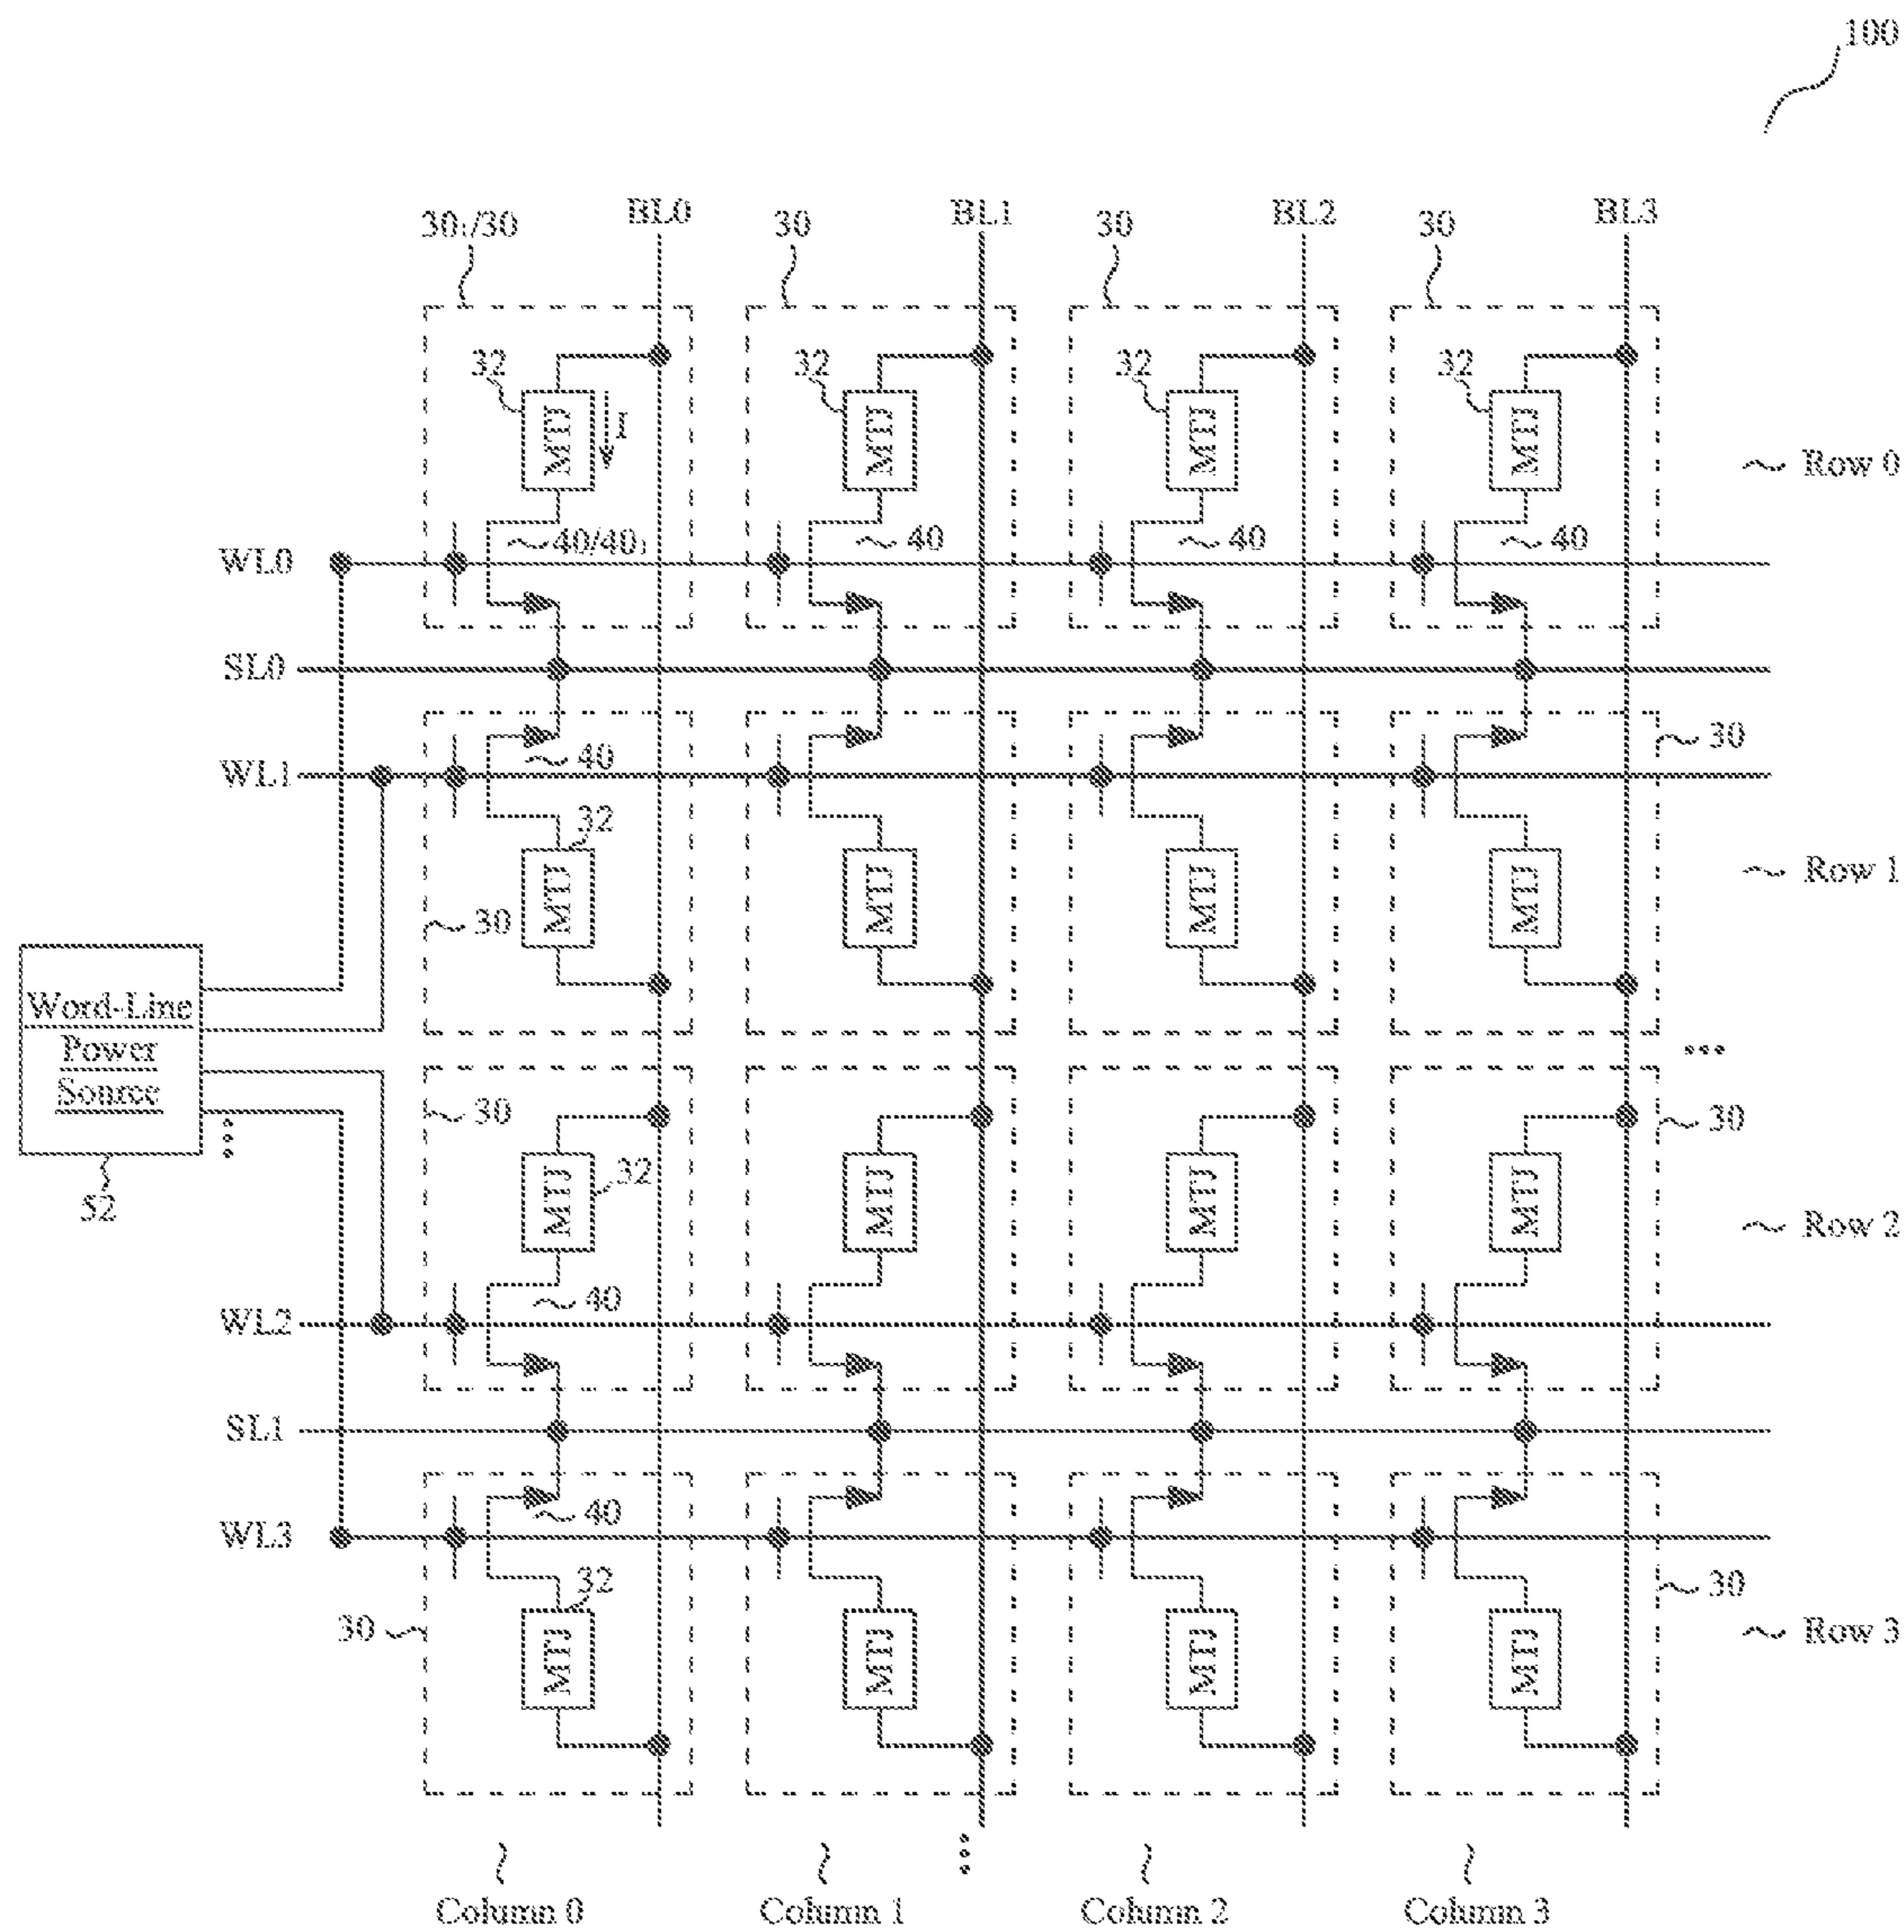 100
30₁/30 BL0 30 BL1 30 BL2 30 BL3
32 32 32 32
MTJ I MTJ MTJ MTJ
Row 0
40/40₁ 40 40 40
WL0
SL0
30
40
WL1
32
MTJ MTJ MTJ MTJ
Row 1
30
Word-Line
Power
Source
52
30 30
32
MTJ MTJ MTJ MTJ
Row 2
40
WL2
SL1
40
WL3
32 30
30
MTJ MTJ MTJ MTJ
Row 3
Column 0 Column 1 Column 2 Column 3